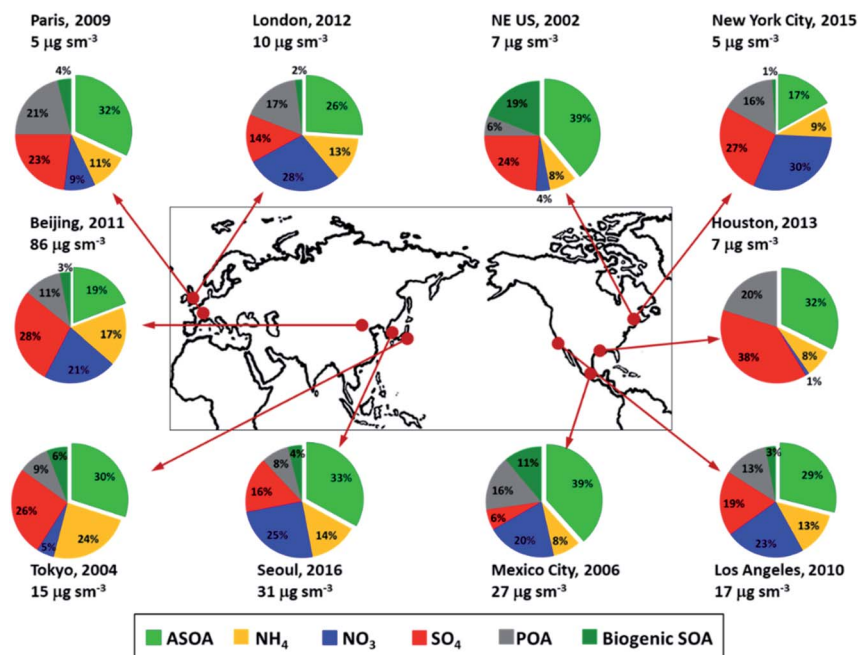 Paris, 2009
5 µg sm⁻³
4%
32%
11%
9%
23%
21%
London, 2012
10 µg sm⁻³
2%
26%
13%
28%
14%
17%
NE US, 2002
7 µg sm⁻³
19%
39%
8%
4%
24%
6%
New York City, 2015
5 µg sm⁻³
1%
17%
9%
30%
27%
16%
Beijing, 2011
86 µg sm⁻³
3%
19%
17%
21%
28%
11%
Houston, 2013
7 µg sm⁻³
32%
8%
1%
38%
20%
6%
30%
24%
5%
26%
9%
Tokyo, 2004
15 µg sm⁻³
4%
33%
14%
25%
16%
8%
Seoul, 2016
31 µg sm⁻³
11%
39%
8%
20%
6%
16%
Mexico City, 2006
27 µg sm⁻³
3%
29%
13%
23%
19%
13%
Los Angeles, 2010
17 µg sm⁻³
ASOA NH₄ NO₃ SO₄ POA Biogenic SOA